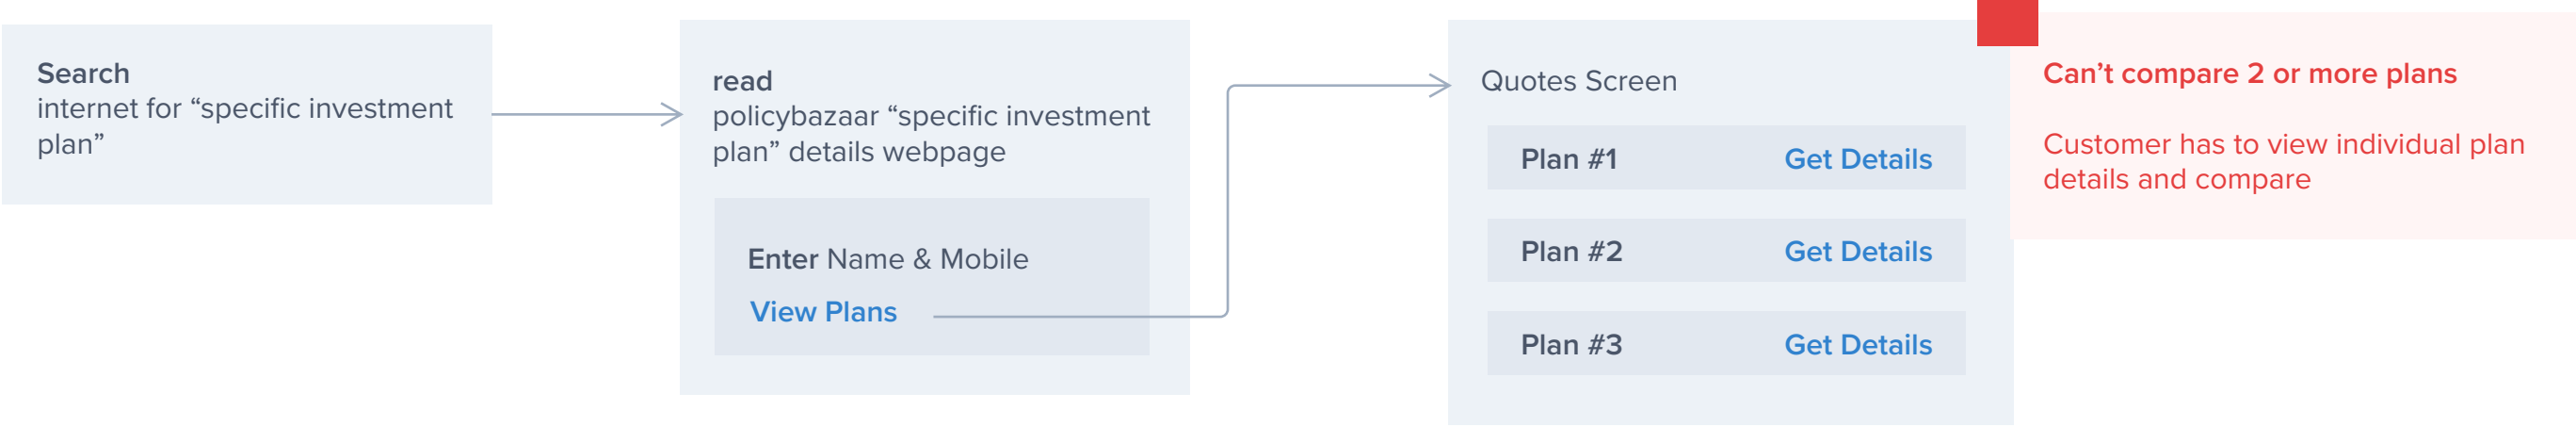 Search
internet for “specific investment
plan”
read
policybazaar “specific investment
plan” details webpage
Enter Name & Mobile
View Plans
Quotes Screen
Plan #1 Get Details
Plan #2 Get Details
Plan #3 Get Details
Can’t compare 2 or more plans
Customer has to view individual plan
details and compare